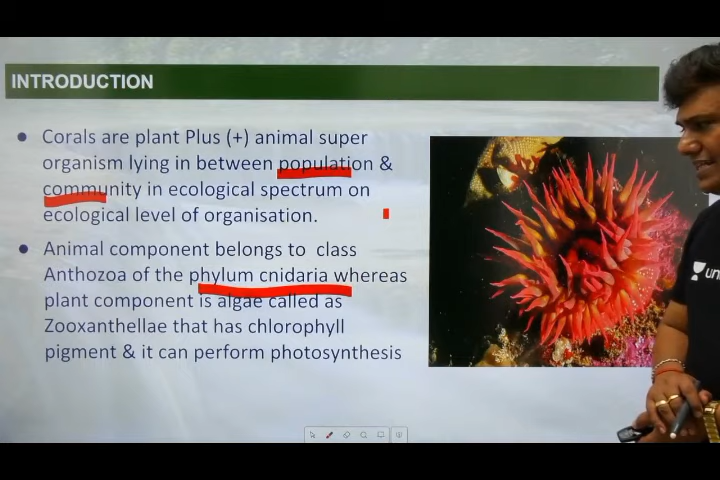 INTRODUCTION
Corals are plant Plus (+) animal super
organism lying in between population &
community in ecological spectrum on
ecological level of organisation.
Animal component belongs to class
Anthozoa of the phylum cnidaria whereas
plant component is algae called as
Zooxanthellae that has chlorophyll
pigment & it can perform photosynthesis